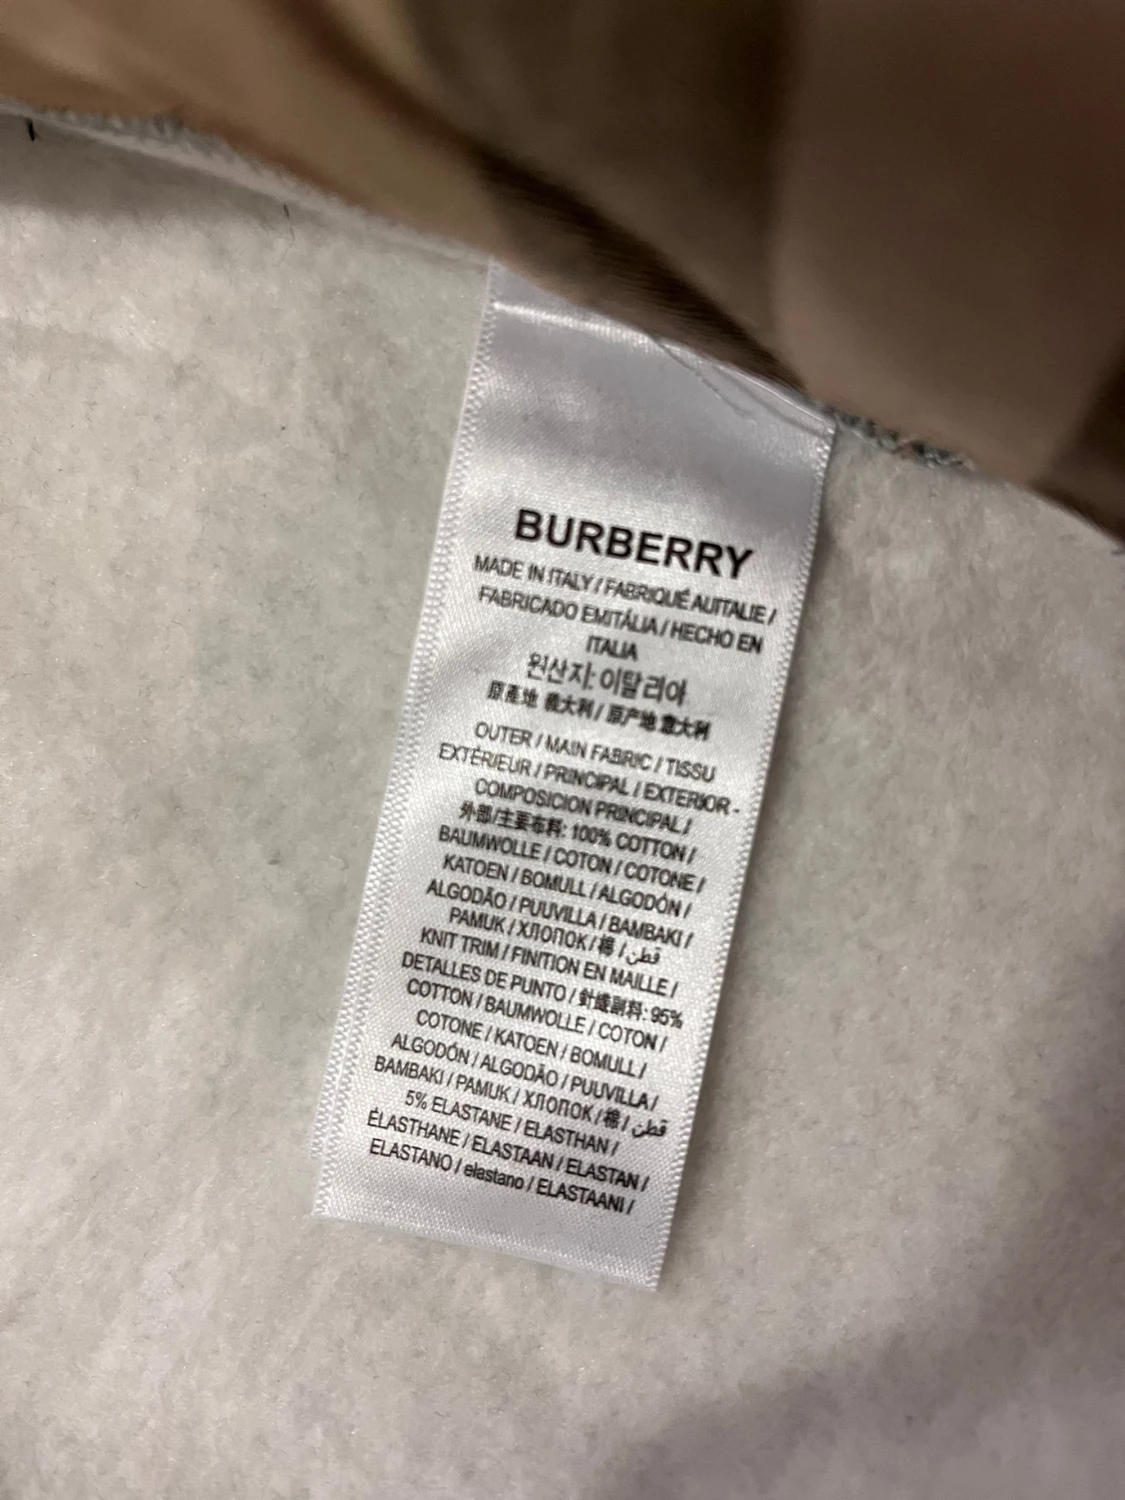 BURBERRY
MADE IN ITALY / FABRIQUÉ AUITALIE /
FABRICADO EMITÁLIA / HECHO EN
ITALIA
원산지: 이탈리아
原產地 義大利 / 原产地 意大利
OUTER / MAIN FABRIC / TISSU
EXTÉRIEUR / PRINCIPAL / EXTERIOR -
COMPOSICION PRINCIPAL /
外部/主要布料: 100% COTTON /
BAUMWOLLE / COTON / COTONE /
KATOEN / BOMULL / ALGODÓN /
ALGODÃO / PUUVILLA / BAMBAKI /
PAMUK / ХЛОПОК / 棉 / قطن
KNIT TRIM / FINITION EN MAILLE /
DETALLES DE PUNTO / 針織副料: 95%
COTTON / BAUMWOLLE / COTON /
COTONE / KATOEN / BOMULL /
ALGODÓN / ALGODÃO / PUUVILLA /
BAMBAKI / PAMUK / ХЛОПОК / 棉 / قطن
5% ELASTANE / ELASTHAN /
ÉLASTHANE / ELASTAAN / ELASTAN /
ELASTANO / elastano / ELASTAANI /